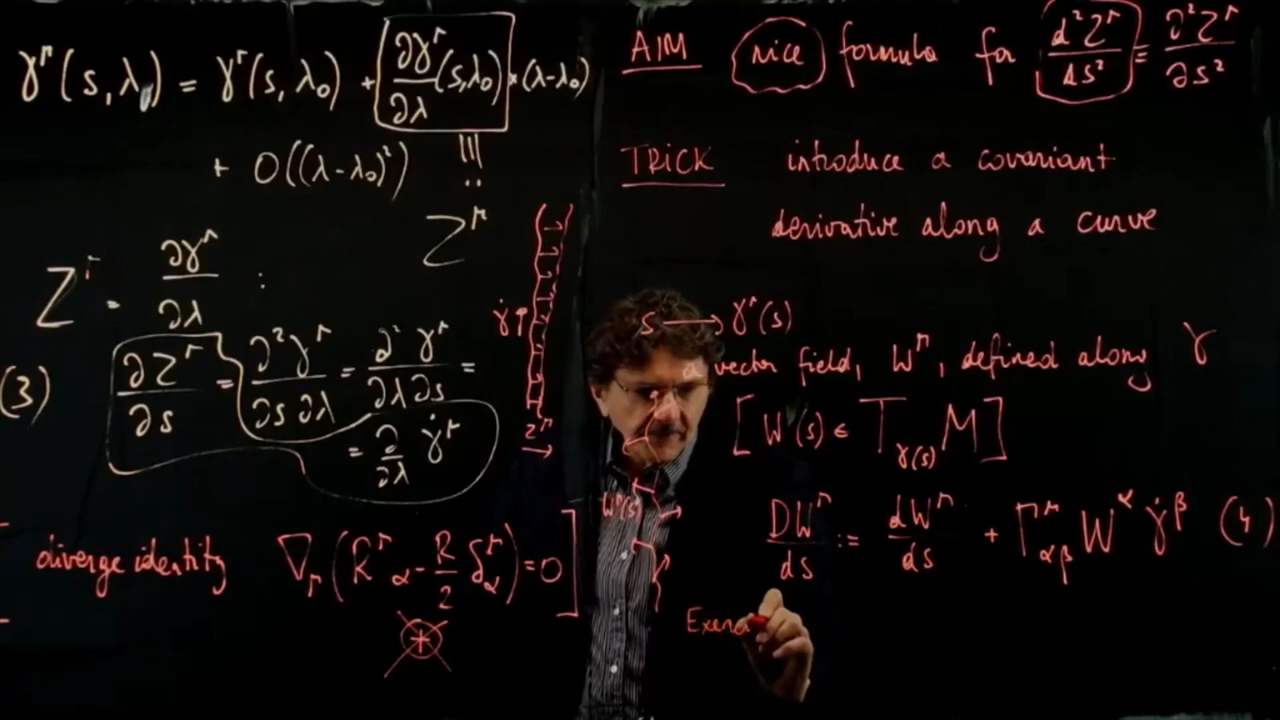 γ^μ(s, λ) = γ^μ(s, λ₀) + ∂γ^μ/∂λ (s, λ₀) · (λ-λ₀)
+ O((λ-λ₀)²) !!!
Z^μ
Z^μ = ∂γ^μ/∂λ :
(3) ∂Z^μ/∂s = ∂²γ^μ/∂s∂λ = ∂²γ^μ/∂λ∂s =
= ∂/∂λ γ̇^μ
γ̇↑
Z^μ →
diverge identity ∇_μ (R^μ_α - R/2 δ^μ_α) = 0 ]
AIM nice formula for d²Z^μ/ds² = ∂²Z^μ/∂s²
TRICK introduce a covariant
derivative along a curve
s → γ^μ(s)
a vector field, W^μ, defined along γ
[W^μ(s) ∈ T_γ(s) M]
W^μ(s)
DW^μ/ds := dW^μ/ds + Γ^μ_αβ W^α γ̇^β (4)